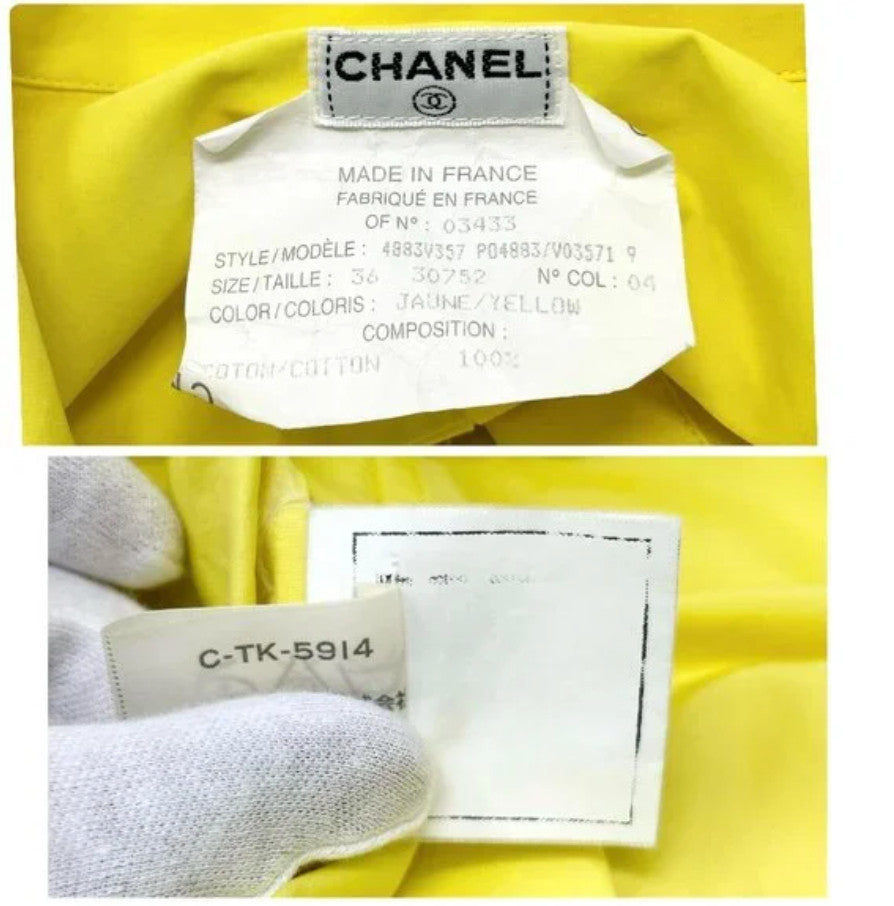 CHANEL
MADE IN FRANCE
FABRIQUÉ EN FRANCE
OF Nº : 03433
STYLE/MODÈLE : 4883V357 P04883/V03571 9
SIZE/TAILLE : 36 30752 Nº COL : 04
COLOR/COLORIS : JAUNE/YELLOW
COMPOSITION :
COTON/COTTON 100%
C-TK-5914